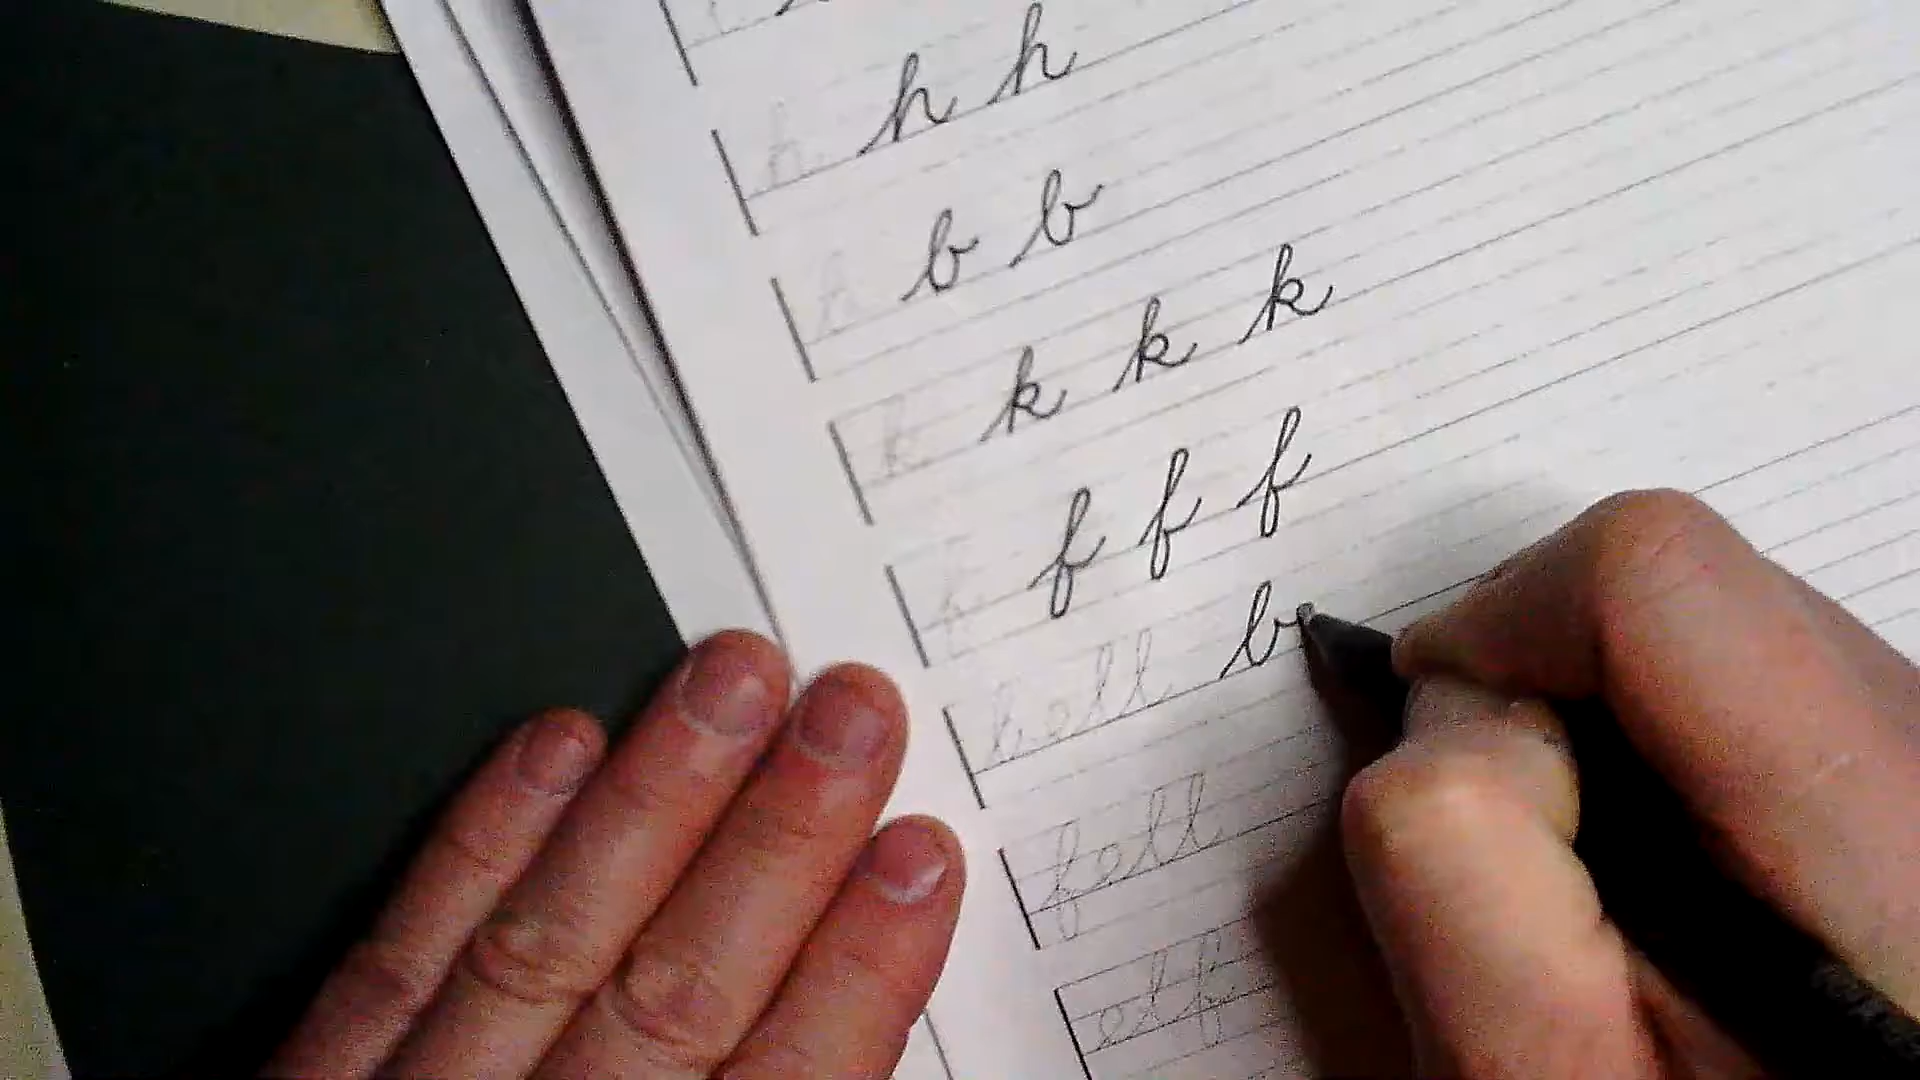 h h h
b b
k k k k
f f f
bell b
fell
elf